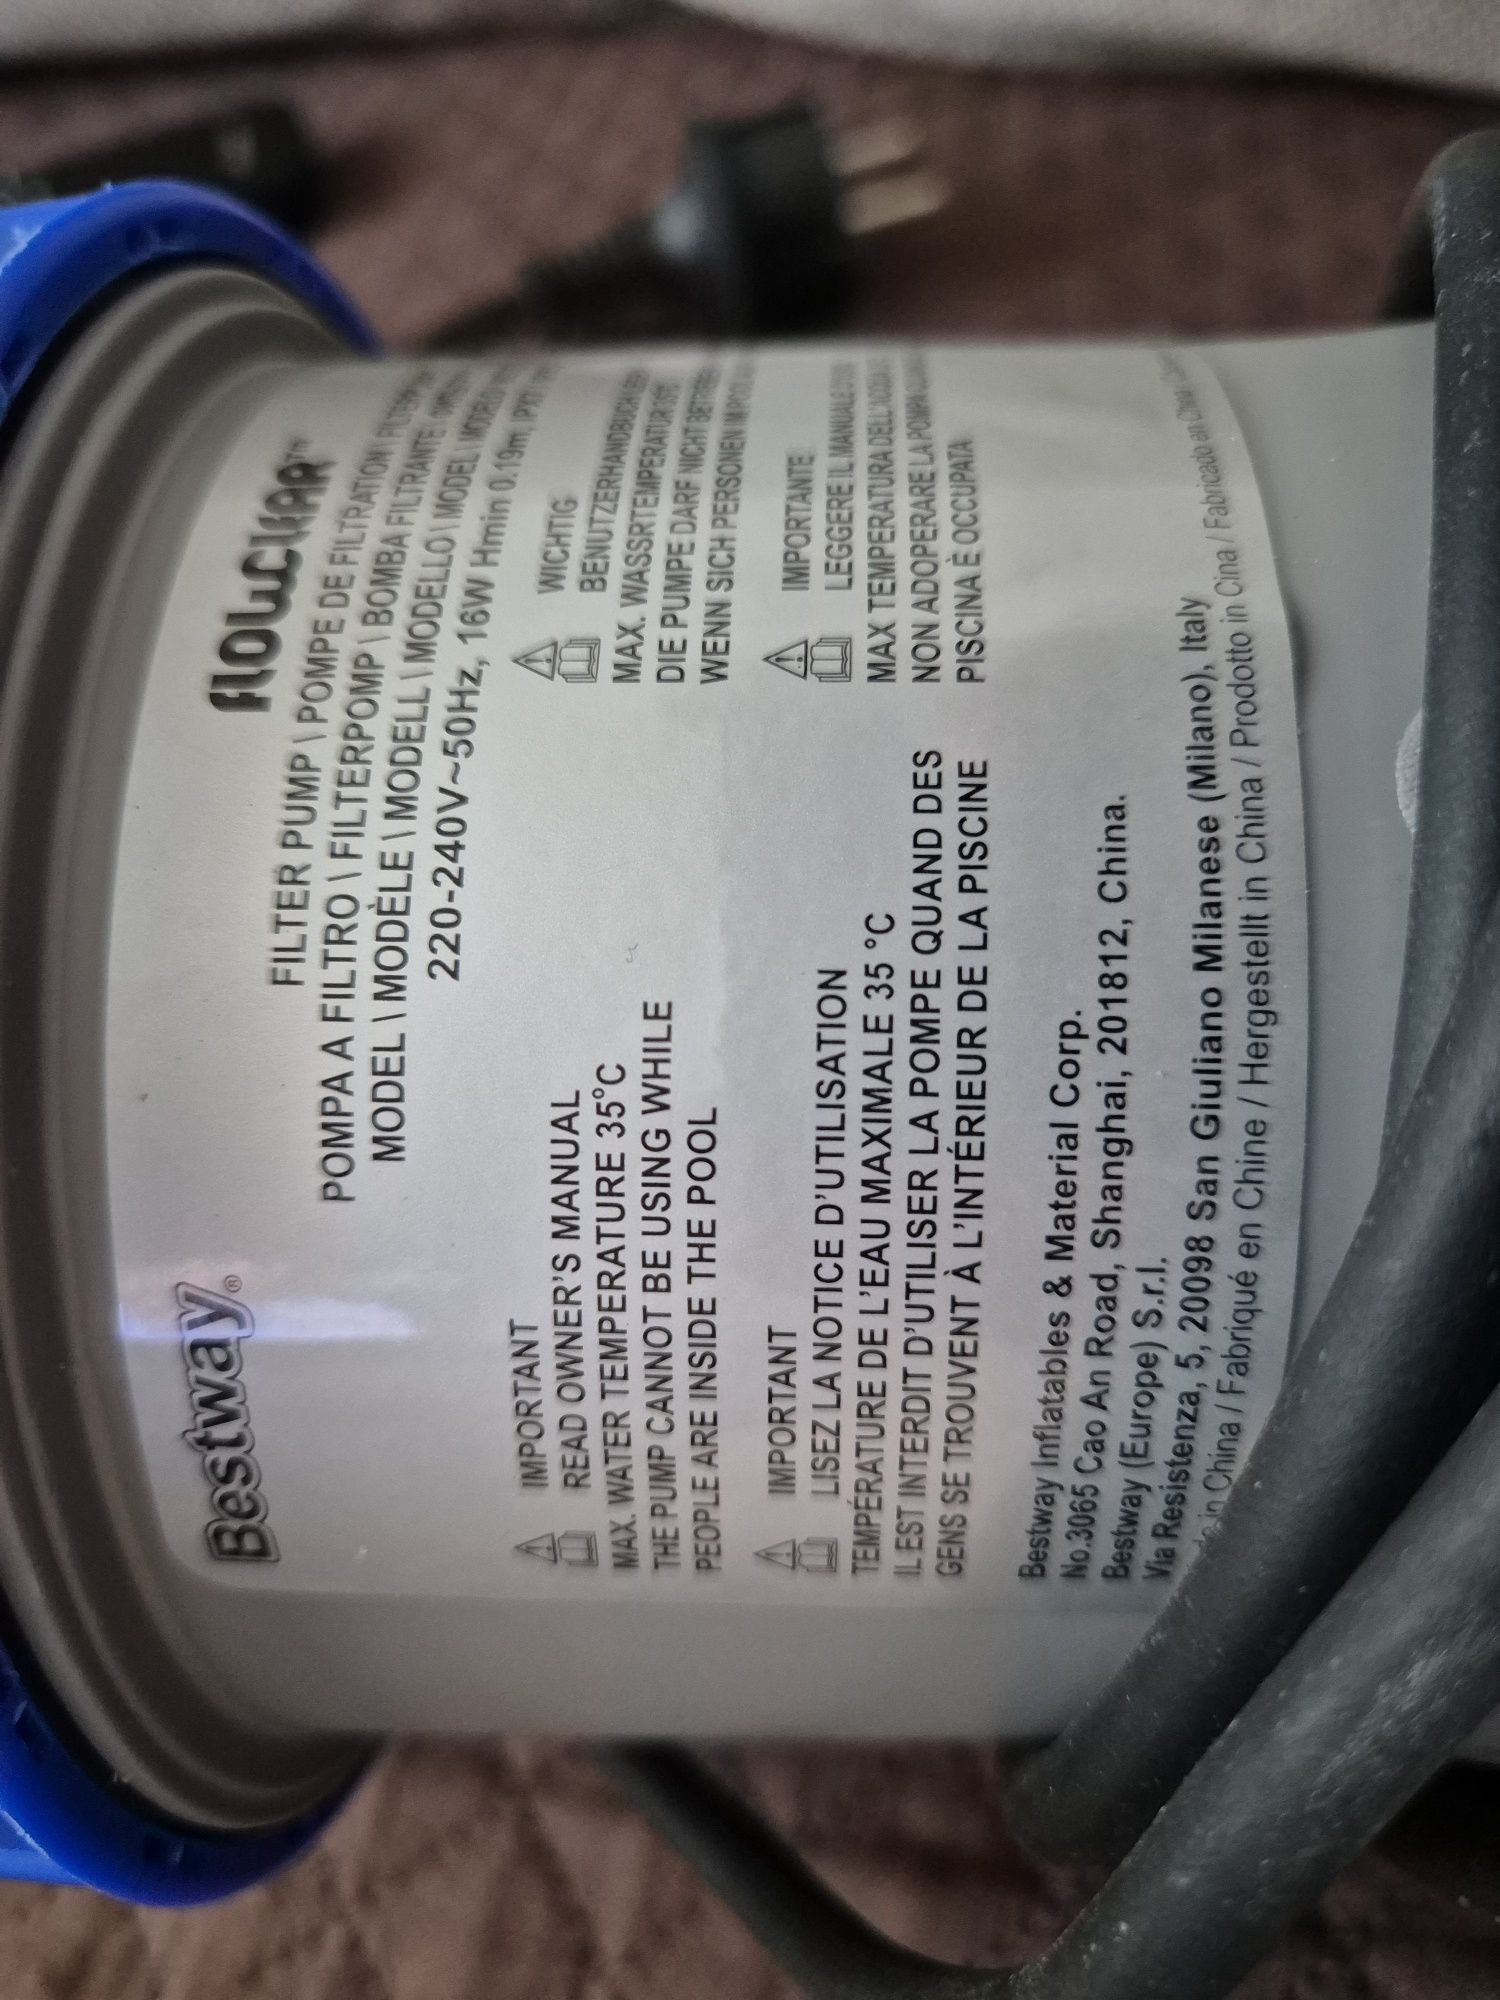 Bestway®
FLOWCLEAR™
FILTER PUMP \ POMPE DE FILTRATION \
POMPA A FILTRO \ FILTERPOMP \ BOMBA FILTRANTE
MODEL \ MODÈLE \ MODELL \ MODELLO \ MODEL \
220-240V~50Hz, 16W Hmin 0.19m,
IMPORTANT
READ OWNER'S MANUAL
MAX. WATER TEMPERATURE 35°C
THE PUMP CANNOT BE USING WHILE
PEOPLE ARE INSIDE THE POOL
WICHTIG
BENUTZERHANDBUCH
MAX. WASSRTEMPERATUR
DIE PUMPE DARF NICHT
WENN SICH PERSONEN IM
IMPORTANT
LISEZ LA NOTICE D'UTILISATION
TEMPÉRATURE DE L'EAU MAXIMALE 35 °C
IL EST INTERDIT D'UTILISER LA POMPE QUAND DES
GENS SE TROUVENT À L'INTÉRIEUR DE LA PISCINE
IMPORTANTE
LEGGERE IL MANUALE
MAX TEMPERATURA DELL'ACQUA
NON ADOPERARE LA POMPA
PISCINA È OCCUPATA
Bestway Inflatables & Material Corp.
No.3065 Cao An Road, Shanghai, 201812, China.
Bestway (Europe) S.r.l.
Via Resistenza, 5, 20098 San Giuliano Milanese (Milano), Italy
in China / Fabriqué en Chine / Hergestellt in China / Prodotto in Cina / Fabricado en China